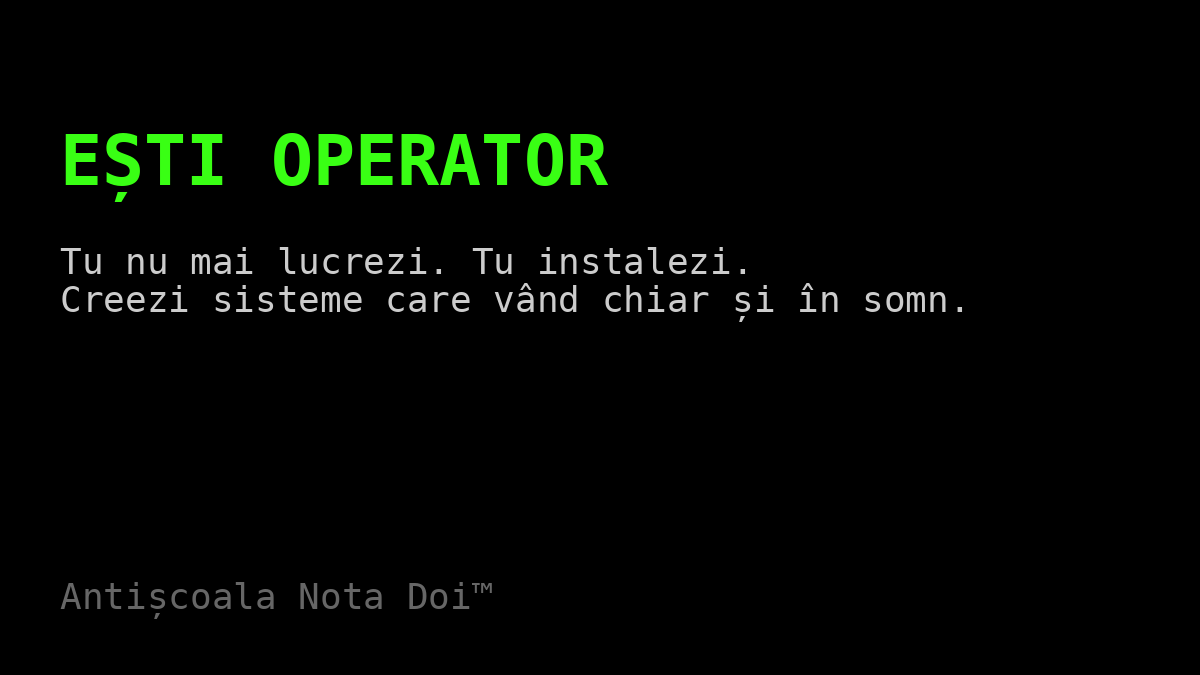 EȘTI OPERATOR
Tu nu mai lucrezi. Tu instalezi.
Creezi sisteme care vând chiar și în somn.
Antișcoala Nota Doi™